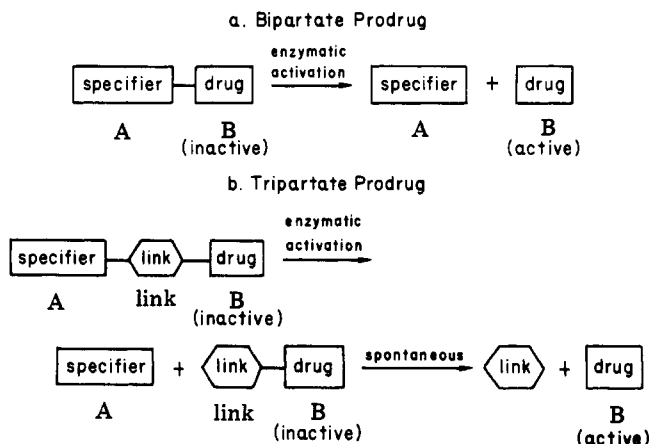 a. Bipartate Prodrug
enzymatic
activation
specifier drug specifier + drug
A B A B
(inactive) (active)
b. Tripartate Prodrug
enzymatic
activation
specifier link drug
A link B
(inactive)
specifier + link drug spontaneous link + drug
A link B B
(inactive) (active)